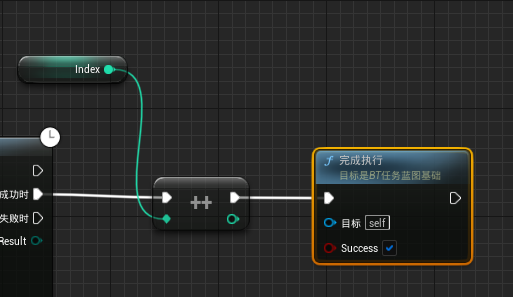 Index
成功时
失败时
Result
++
f 完成执行
目标是BT任务蓝图基础
目标 self
Success